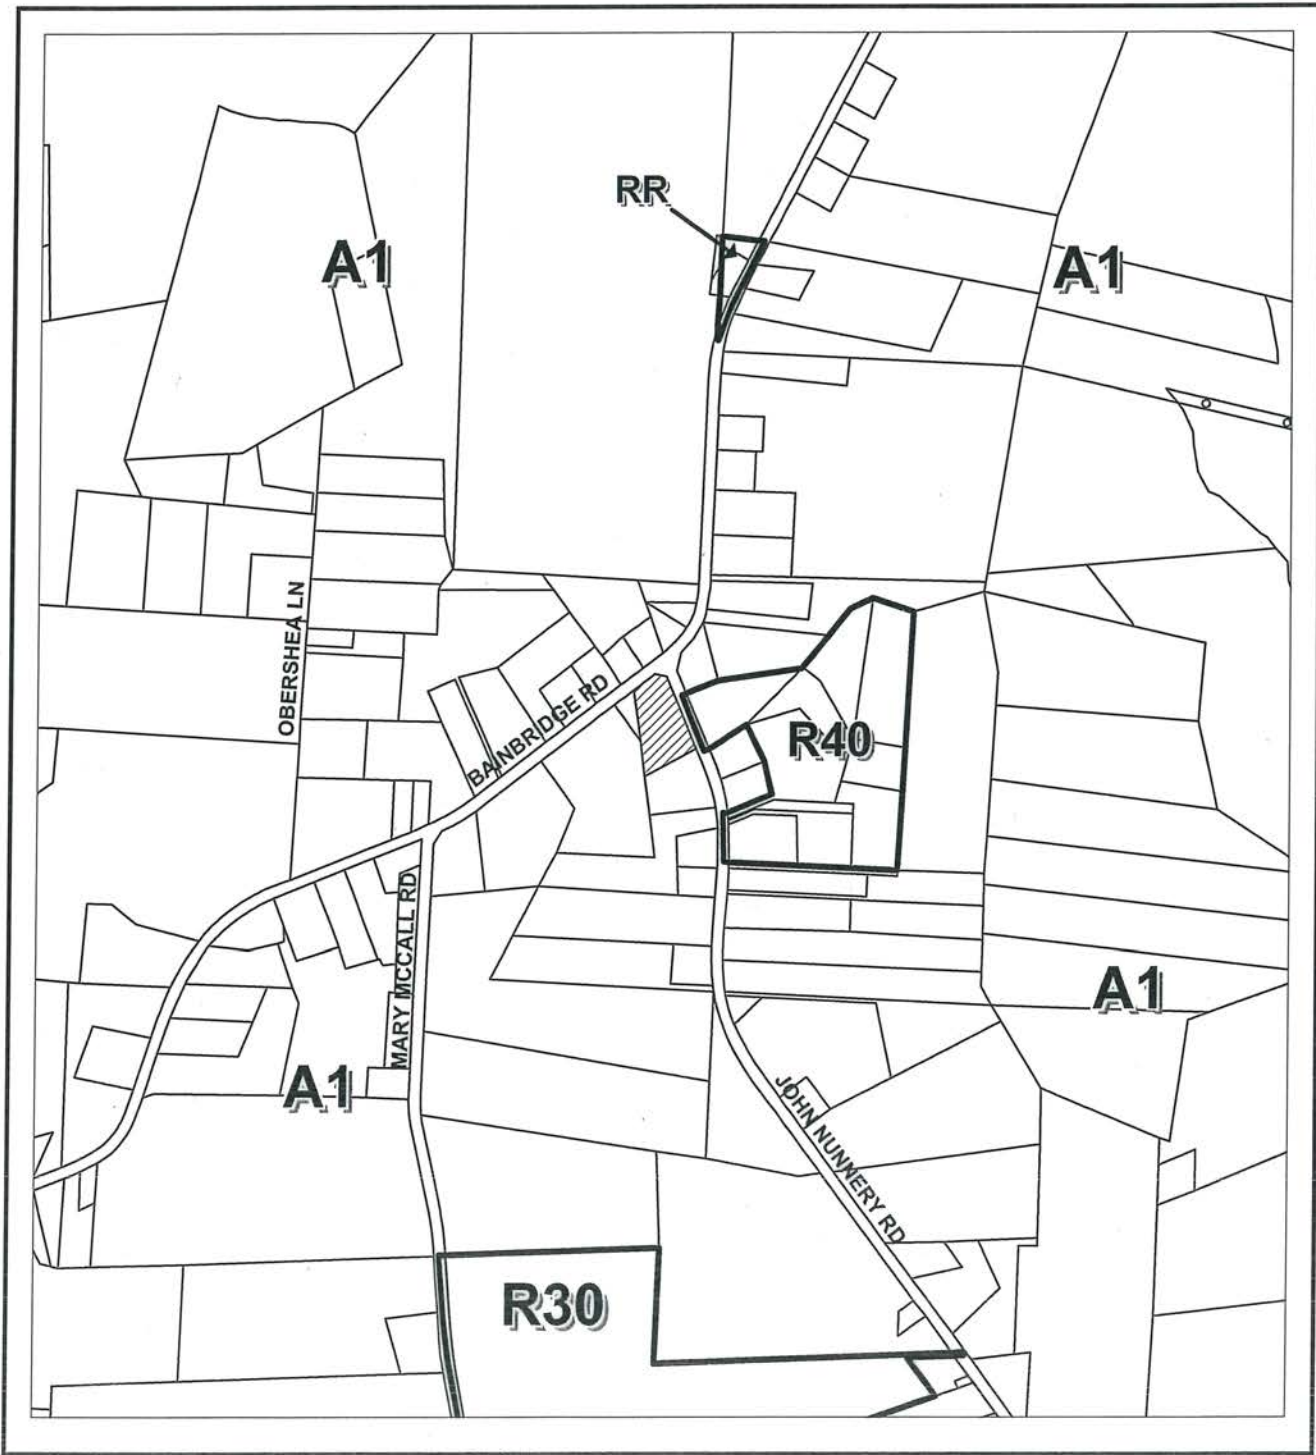 RR
A1
A1
OBERSHEA LN
BAINBRIDGE RD
R40
MARY MCCALL RD
A1
A1
JOHN NUNNERY RD
R30